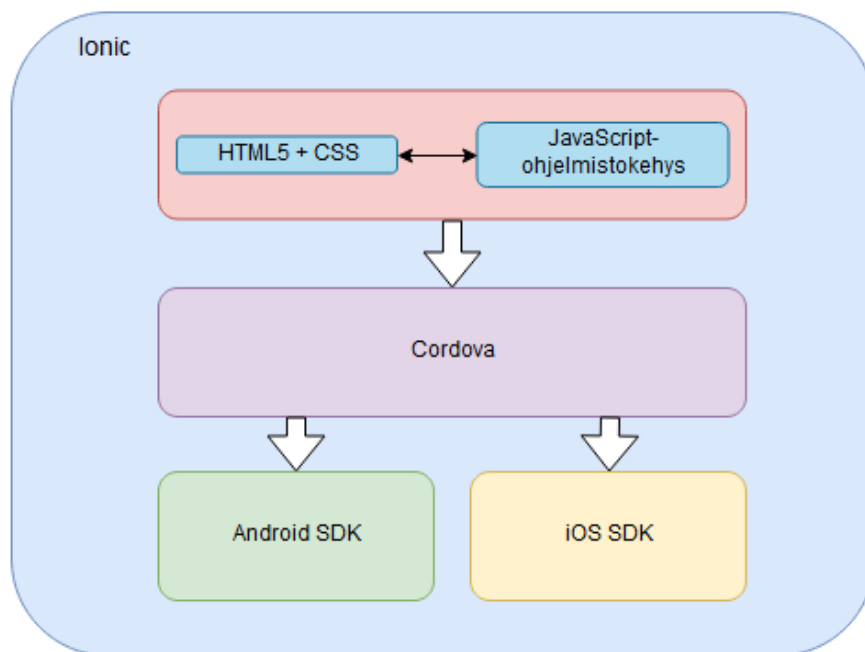 Ionic
HTML5 + CSS
JavaScript-
ohjelmistokehys
Cordova
Android SDK
iOS SDK